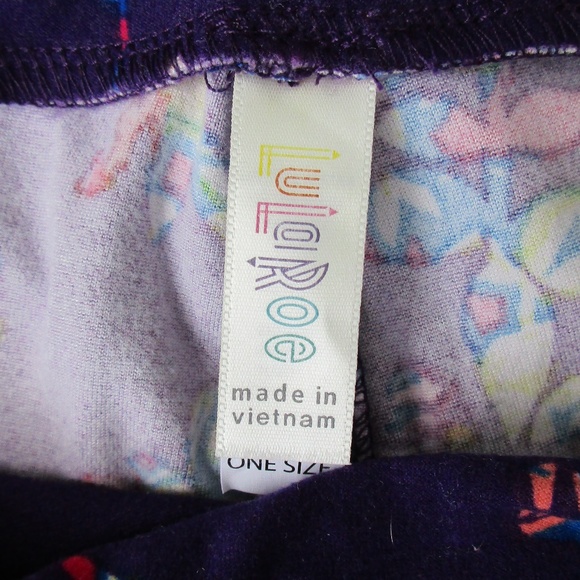 LuLaRoe
made in
vietnam
ONE SIZE